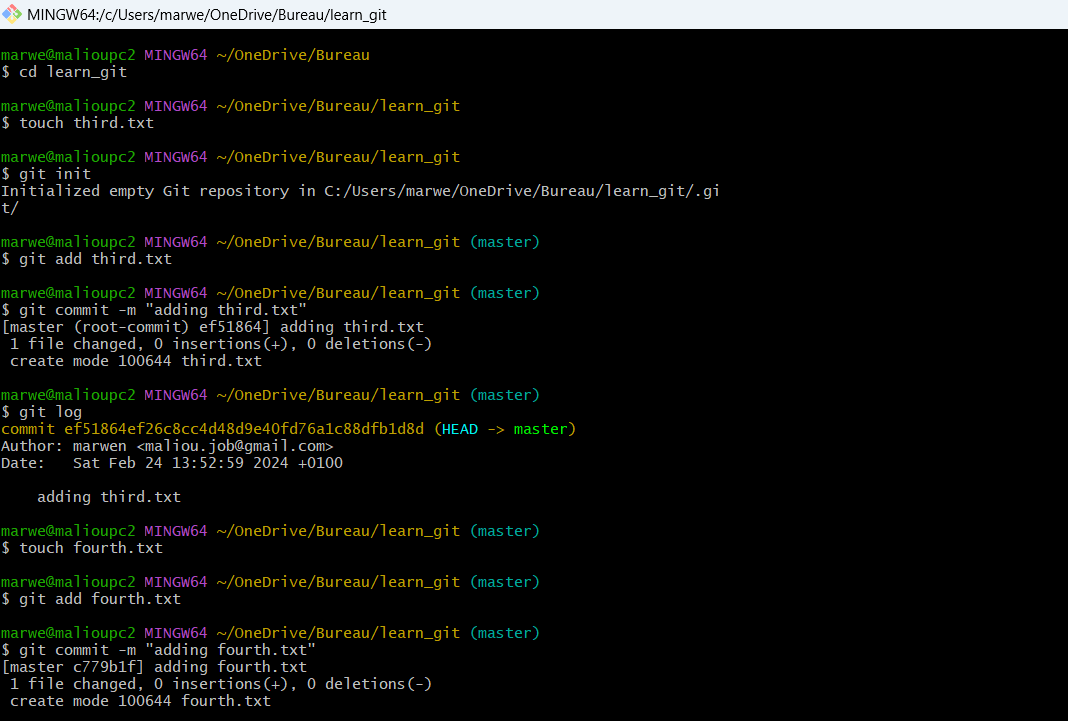 MINGW64:/c/Users/marwe/OneDrive/Bureau/learn_git
marwe@malioupc2 MINGW64 ~/OneDrive/Bureau
$ cd learn_git
marwe@malioupc2 MINGW64 ~/OneDrive/Bureau/learn_git
$ touch third.txt
marwe@malioupc2 MINGW64 ~/OneDrive/Bureau/learn_git
$ git init
Initialized empty Git repository in C:/Users/marwe/OneDrive/Bureau/learn_git/.gi
t/
marwe@malioupc2 MINGW64 ~/OneDrive/Bureau/learn_git (master)
$ git add third.txt
marwe@malioupc2 MINGW64 ~/OneDrive/Bureau/learn_git (master)
$ git commit -m "adding third.txt"
[master (root-commit) ef51864] adding third.txt
 1 file changed, 0 insertions(+), 0 deletions(-)
 create mode 100644 third.txt
marwe@malioupc2 MINGW64 ~/OneDrive/Bureau/learn_git (master)
$ git log
commit ef51864ef26c8cc4d48d9e40fd76a1c88dfb1d8d (HEAD -> master)
Author: marwen <maliou.job@gmail.com>
Date:   Sat Feb 24 13:52:59 2024 +0100
    adding third.txt
marwe@malioupc2 MINGW64 ~/OneDrive/Bureau/learn_git (master)
$ touch fourth.txt
marwe@malioupc2 MINGW64 ~/OneDrive/Bureau/learn_git (master)
$ git add fourth.txt
marwe@malioupc2 MINGW64 ~/OneDrive/Bureau/learn_git (master)
$ git commit -m "adding fourth.txt"
[master c779b1f] adding fourth.txt
 1 file changed, 0 insertions(+), 0 deletions(-)
 create mode 100644 fourth.txt